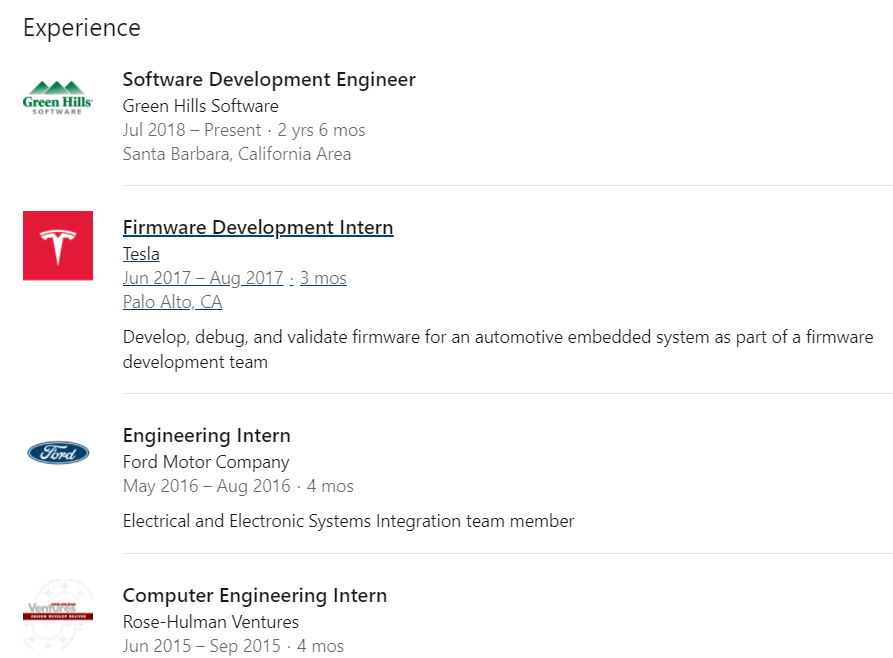 Experience
Green Hills
SOFTWARE
Software Development Engineer
Green Hills Software
Jul 2018 – Present · 2 yrs 6 mos
Santa Barbara, California Area
Firmware Development Intern
Tesla
Jun 2017 – Aug 2017 · 3 mos
Palo Alto, CA
Develop, debug, and validate firmware for an automotive embedded system as part of a firmware
development team
Ford
Engineering Intern
Ford Motor Company
May 2016 – Aug 2016 · 4 mos
Electrical and Electronic Systems Integration team member
Ventures
DESIGN DEVELOP DELIVER
Computer Engineering Intern
Rose-Hulman Ventures
Jun 2015 – Sep 2015 · 4 mos